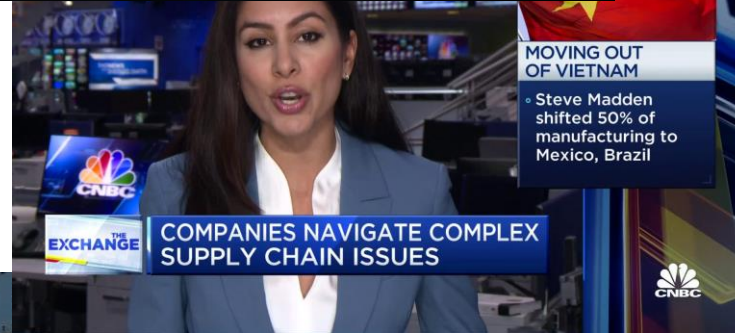 MOVING OUT
OF VIETNAM
• Steve Madden
shifted 50% of
manufacturing to
Mexico, Brazil
CNBC
THE
EXCHANGE
COMPANIES NAVIGATE COMPLEX
SUPPLY CHAIN ISSUES
CNBC